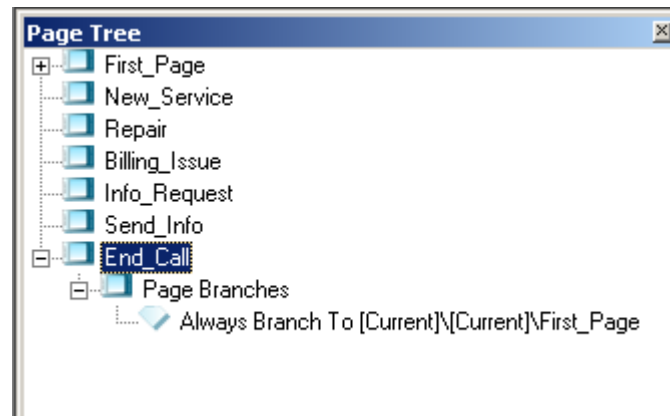 Page Tree
First_Page
New_Service
Repair
Billing_Issue
Info_Request
Send_Info
End_Call
Page Branches
Always Branch To [Current]\[Current]\First_Page